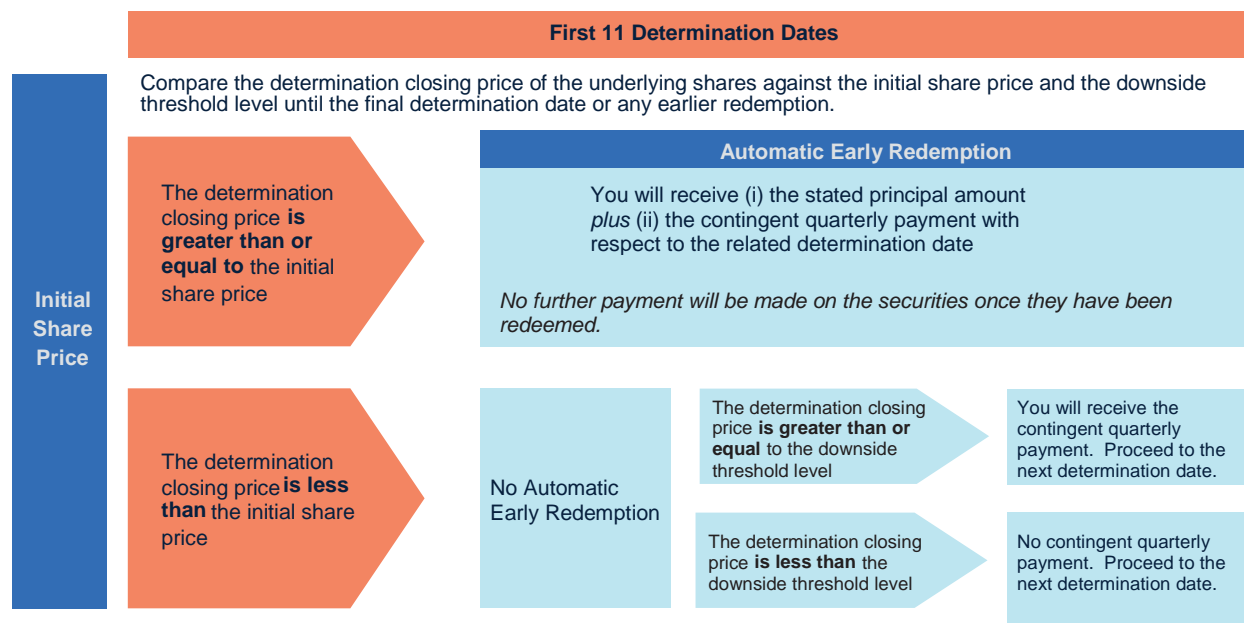 First 11 Determination Dates
Compare the determination closing price of the underlying shares against the initial share price and the downside
threshold level until the final determination date or any earlier redemption.
Initial
Share
Price
The determination
closing price is
greater than or
equal to the initial
share price
Automatic Early Redemption
You will receive (i) the stated principal amount
plus (ii) the contingent quarterly payment with
respect to the related determination date
No further payment will be made on the securities once they have been
redeemed.
The determination
closing price is less
than the initial share
price
No Automatic
Early Redemption
The determination closing
price is greater than or
equal to the downside
threshold level
You will receive the
contingent quarterly
payment. Proceed to the
next determination date.
The determination closing
price is less than the
downside threshold level
No contingent quarterly
payment. Proceed to the
next determination date.